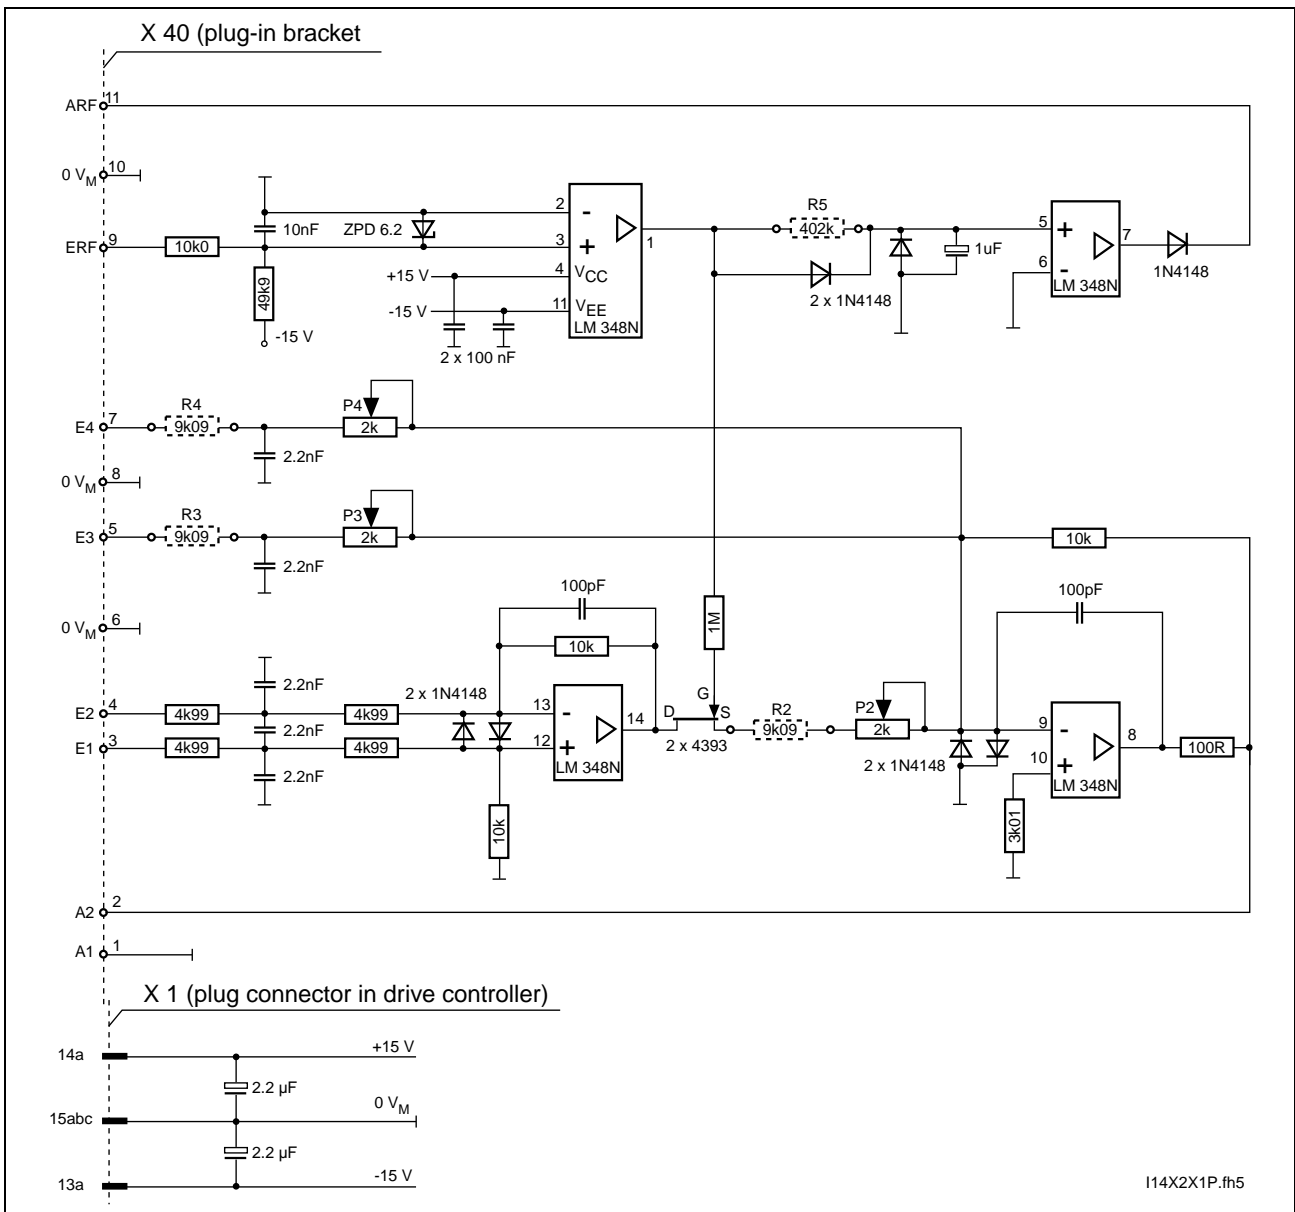 X 40 (plug-in bracket
ARF 11
0 VM 10
ERF 9
10k0
10nF
49k9
-15 V
ZPD 6.2
+15 V
-15 V
2 x 100 nF
2
3
4
11
-
+
VCC
VEE
LM 348N
1
R5
402k
2 x 1N4148
1uF
5
6
+
-
LM 348N
7
1N4148
E4 7
R4
9k09
2.2nF
P4
2k
0 VM 8
E3 5
R3
9k09
2.2nF
P3
2k
10k
0 VM 6
100pF
10k
1M
100pF
E2 4
E1 3
4k99
4k99
2.2nF
2.2nF
2.2nF
4k99
4k99
2 x 1N4148
13
12
-
+
LM 348N
14
10k
D
G
S
2 x 4393
R2
9k09
P2
2k
2 x 1N4148
9
10
-
+
LM 348N
8
100R
3k01
A2 2
A1 1
X 1 (plug connector in drive controller)
14a
+15 V
2.2 µF
15abc
0 VM
2.2 µF
13a
-15 V
I14X2X1P.fh5